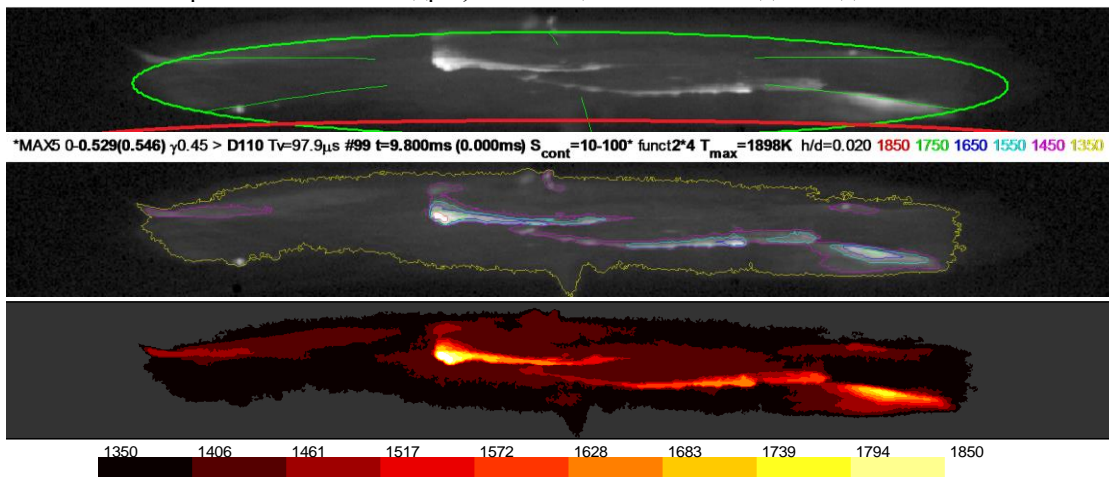 *MAX5 0-0.529(0.546) γ0.45 > D110 Tv=97.9μs #99 t=9.800ms (0.000ms) S_cont=10-100* funct2*4 T_max=1898K h/d=0.020 1850 1750 1650 1550 1450 1350
1350 1406 1461 1517 1572 1628 1683 1739 1794 1850